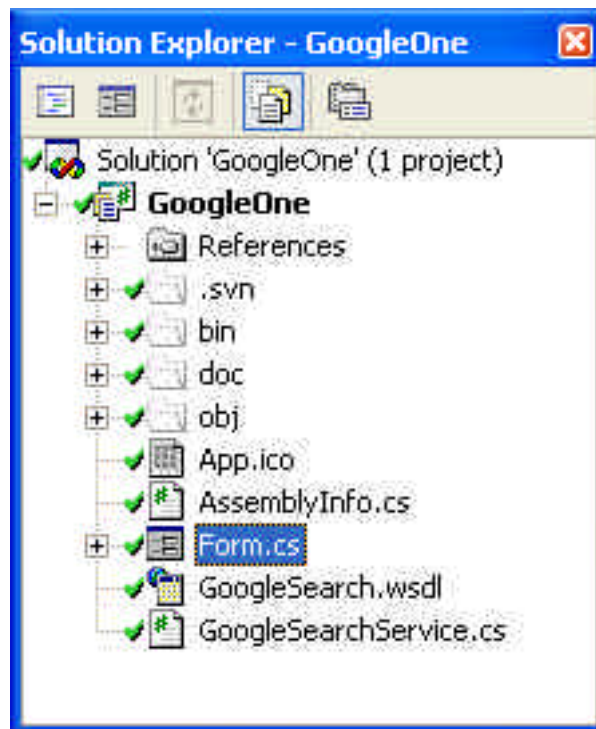 Solution Explorer - GoogleOne
Solution 'GoogleOne' (1 project)
GoogleOne
References
.svn
bin
doc
obj
App.ico
AssemblyInfo.cs
Form.cs
GoogleSearch.wsdl
GoogleSearchService.cs